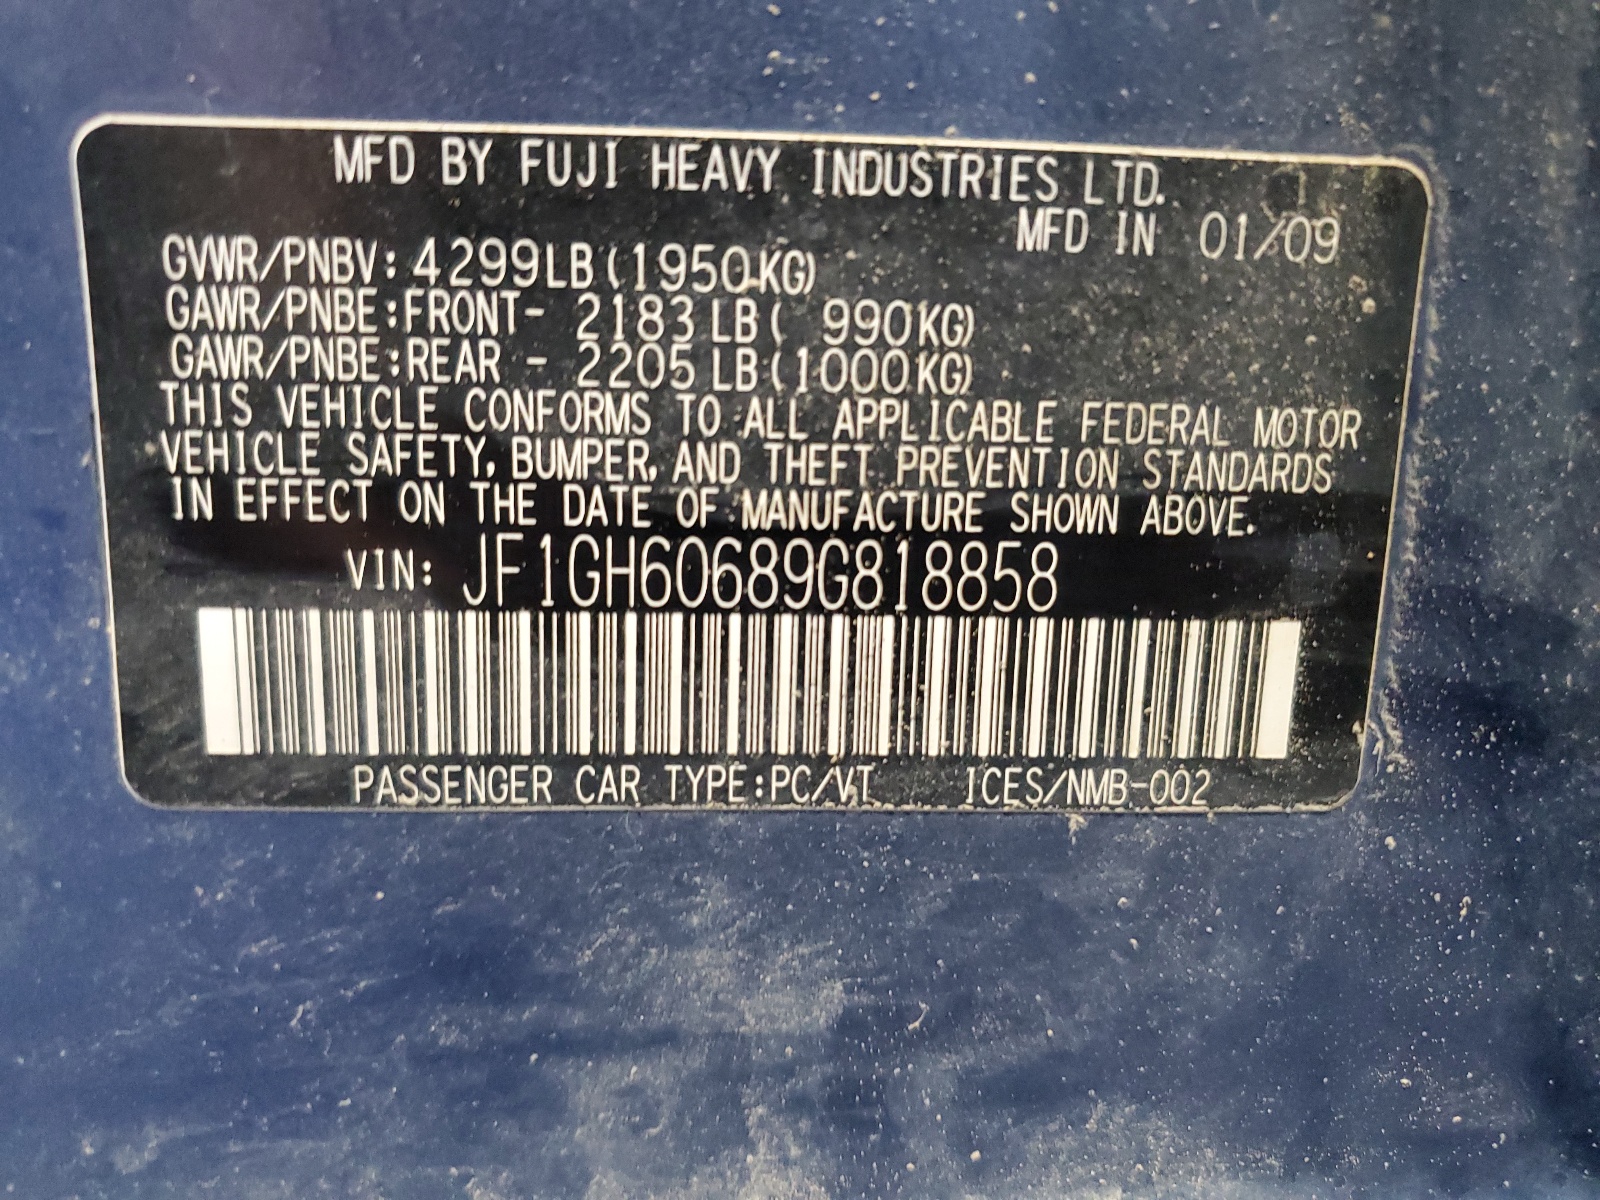 MFD BY FUJI HEAVY INDUSTRIES LTD.
MFD IN 01/09
GVWR/PNBV: 4299LB(1950KG)
GAWR/PNBE:FRONT- 2183LB( 990KG)
GAWR/PNBE:REAR - 2205LB(1000KG)
THIS VEHICLE CONFORMS TO ALL APPLICABLE FEDERAL MOTOR
VEHICLE SAFETY, BUMPER, AND THEFT PREVENTION STANDARDS
IN EFFECT ON THE DATE OF MANUFACTURE SHOWN ABOVE.
VIN: JF1GH60689G818858
PASSENGER CAR TYPE:PC/VT ICES/NMB-002